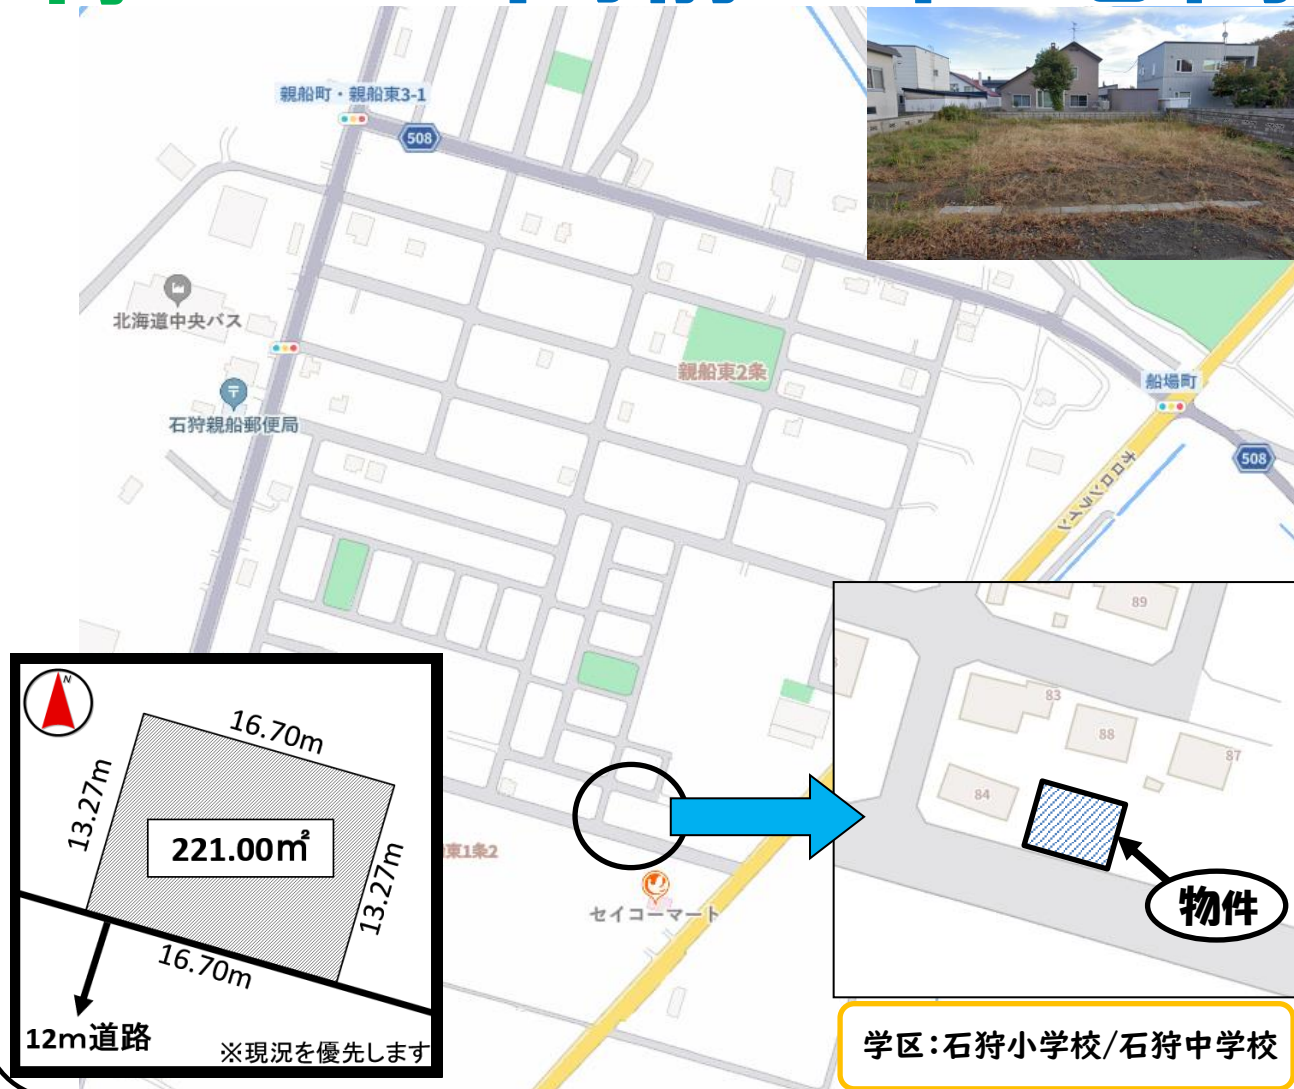 親船町・親船東3-1
508
北海道中央バス
石狩親船郵便局
親船東2条
船場町
508
オロロンライン
89
83
88
87
84
物件
N
16.70m
13.27m
221.00㎡
13.27m
16.70m
12m道路
※現況を優先します
東1条2
セイコーマート
学区:石狩小学校/石狩中学校